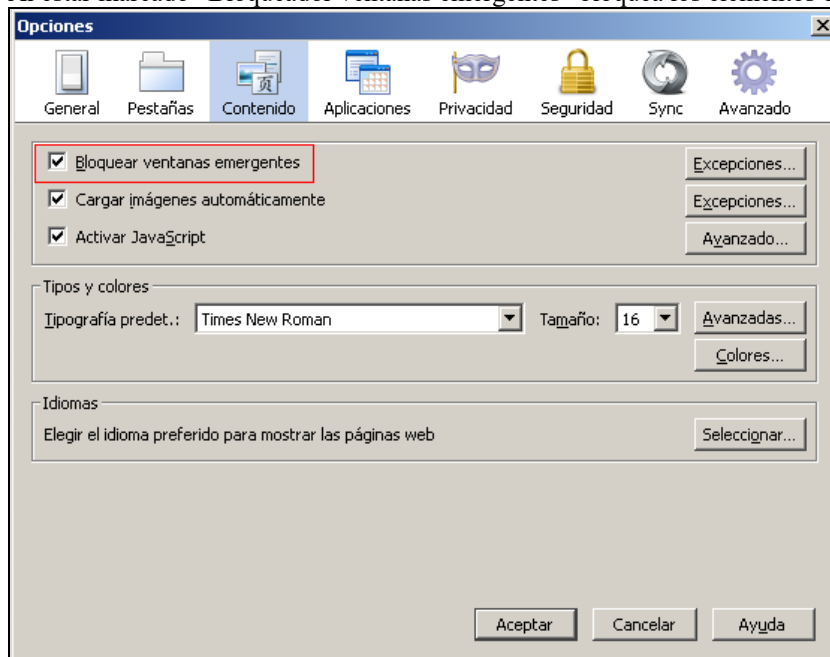 Opciones
General Pestañas Contenido Aplicaciones Privacidad Seguridad Sync Avanzado
页
Bloquear ventanas emergentes Excepciones...
Cargar imágenes automáticamente Excepciones...
Activar JavaScript Avanzado...
Tipos y colores
Tipografía predet.: Times New Roman Tamaño: 16 Avanzadas...
Colores...
Idiomas
Elegir el idioma preferido para mostrar las páginas web Seleccionar...
Aceptar Cancelar Ayuda